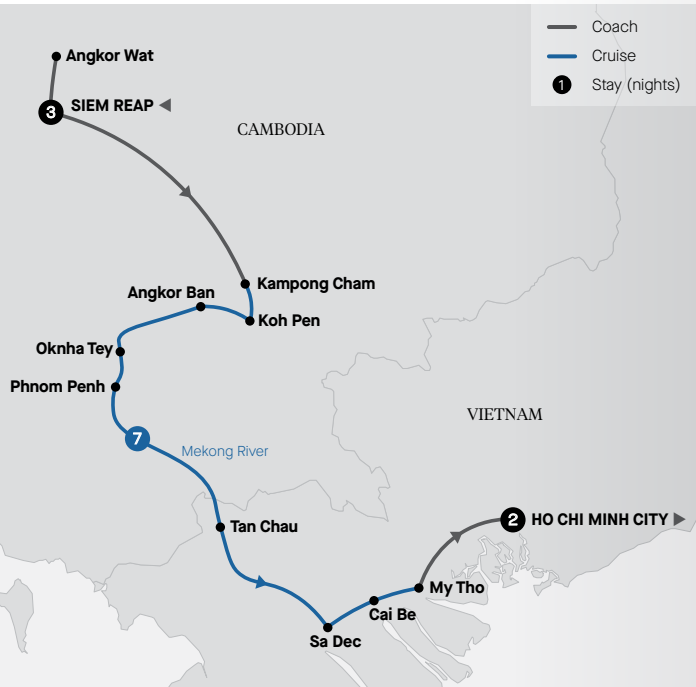 Coach
Cruise
1 Stay (nights)
Angkor Wat
3 SIEM REAP
CAMBODIA
Kampong Cham
Angkor Ban
Koh Pen
Oknha Tey
Phnom Penh
7
Mekong River
VIETNAM
Tan Chau
2 HO CHI MINH CITY
My Tho
Cai Be
Sa Dec